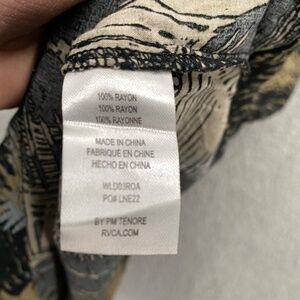 100% RAYON
100% RAYON
100% RAYONNE
MADE IN CHINA
FABRIQUÉ EN CHINE
HECHO EN CHINA
WLD03ROA
PO# LNE22
BY PM TENORE
RVCA.COM